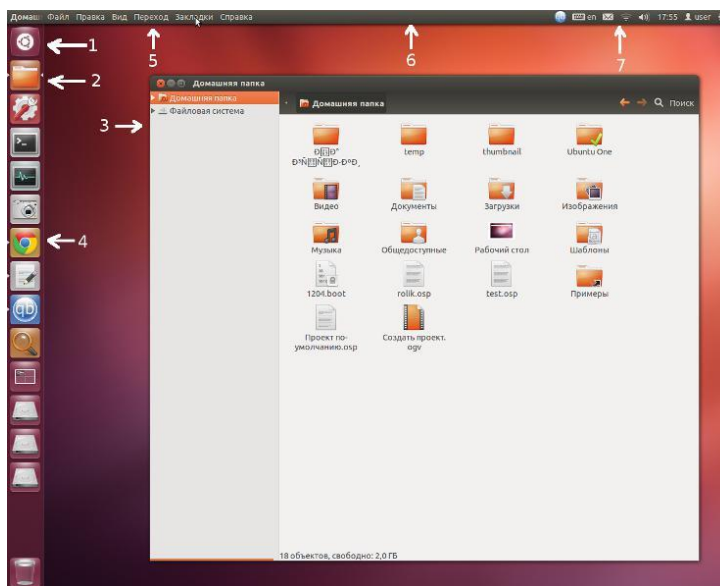 Домаш Файл Правка Вид Переход Закладки Справка
en
17:55
user
1
5
6
7
2
Домашняя папка
Домашняя папка
Файловая система
3
Домашняя папка
Поиск
temp
thumbnail
Ubuntu One
Видео
Документы
Загрузки
Изображения
4
Музыка
Общедоступные
Рабочий стол
Шаблоны
1204.boot
rolik.osp
test.osp
Примеры
Проект по-
умолчанию.osp
Создать проект.
ogv
qb
18 объектов, свободно: 2,0 ГБ